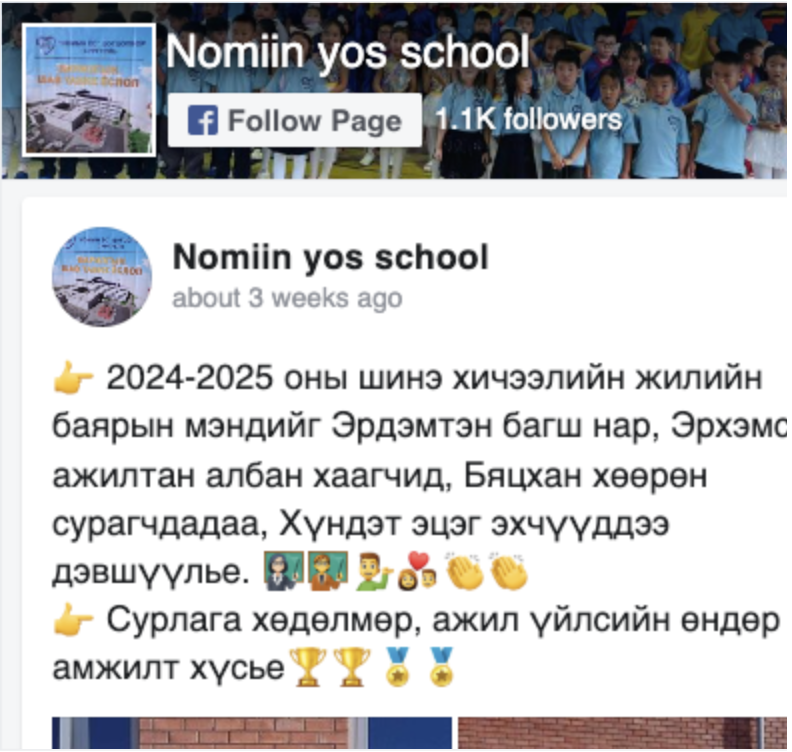 Nomiin yos school
Follow Page
1.1K followers
Nomiin yos school
about 3 weeks ago
👉 2024-2025 оны шинэ хичээлийн жилийн
баярын мэндийг Эрдэмтэн багш нар, Эрхэмс
ажилтан албан хаагчид, Бяцхан хөөрөн
сурагчдадаа, Хүндэт эцэг эхчүүддээ
дэвшүүлье. 👩‍🏫👨‍🏫💁‍♂️👩‍❤️‍👨👏👏
👉 Сурлага хөдөлмөр, ажил үйлсийн өндөр
амжилт хүсье🏆🏆🏅🏅